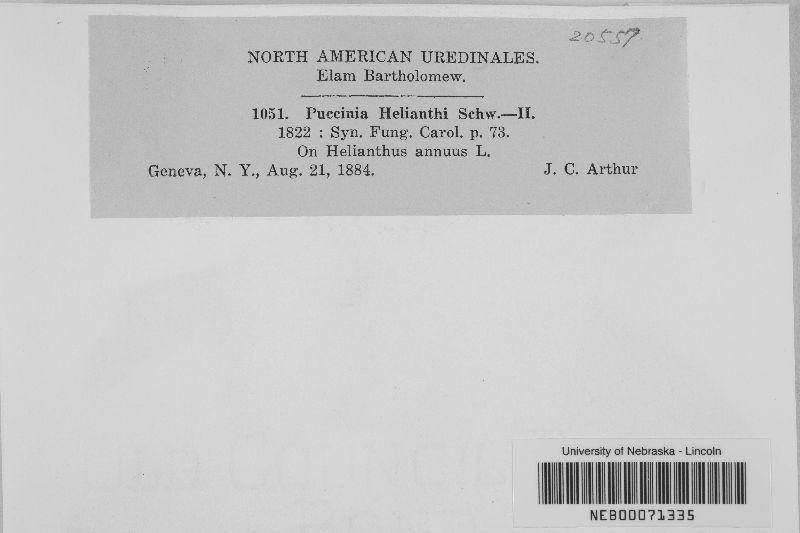 20557
NORTH AMERICAN UREDINALES.
Elam Bartholomew.
1051. Puccinia Helianthi Schw.—II.
1822 : Syn. Fung. Carol. p. 73.
On Helianthus annuus L.
Geneva, N. Y., Aug. 21, 1884. J. C. Arthur
University of Nebraska - Lincoln
NEB00071335